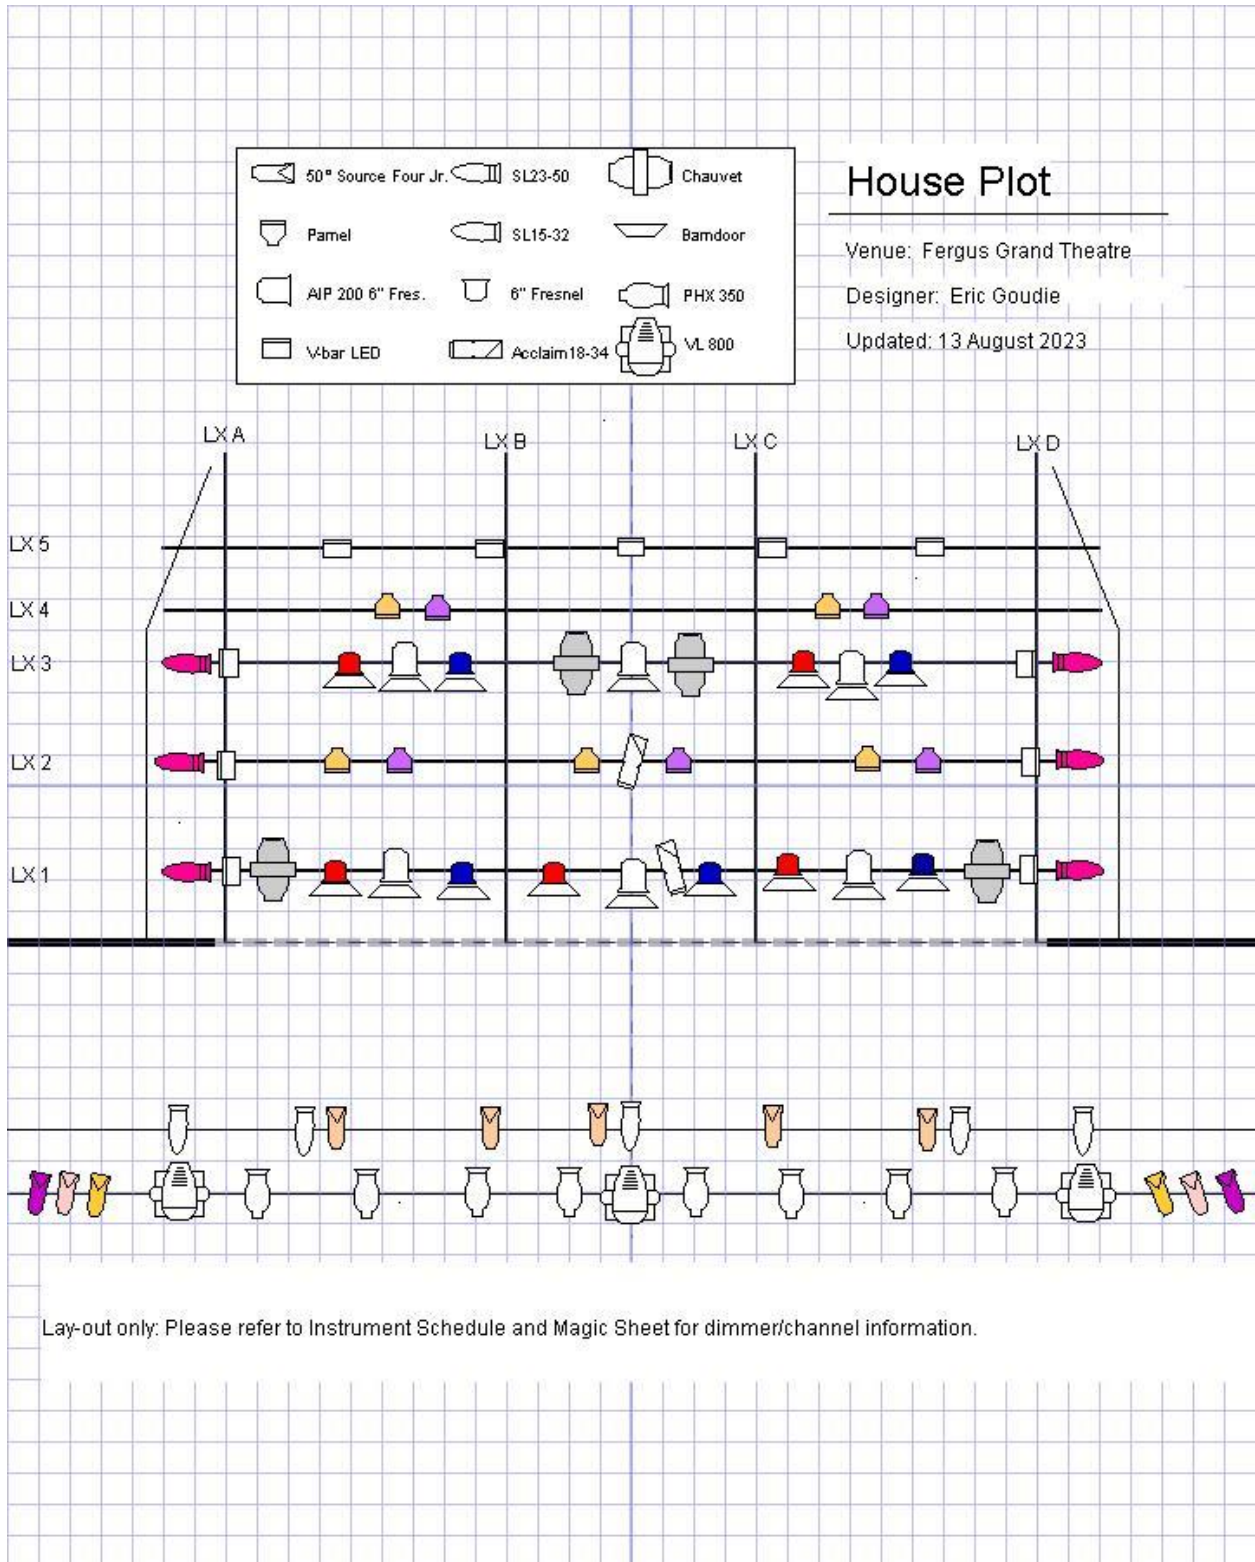 50° Source Four Jr.
SL23-50
Chauvet
Parnel
SL15-32
Barndoor
AIP 200 6" Fres.
6" Fresnel
PHX 350
V-bar LED
Acclaim 18-34
VL 800
House Plot
Venue: Fergus Grand Theatre
Designer: Eric Goudie
Updated: 13 August 2023
LX A
LX B
LX C
LX D
LX 5
LX 4
LX 3
LX 2
LX 1
Lay-out only: Please refer to Instrument Schedule and Magic Sheet for dimmer/channel information.